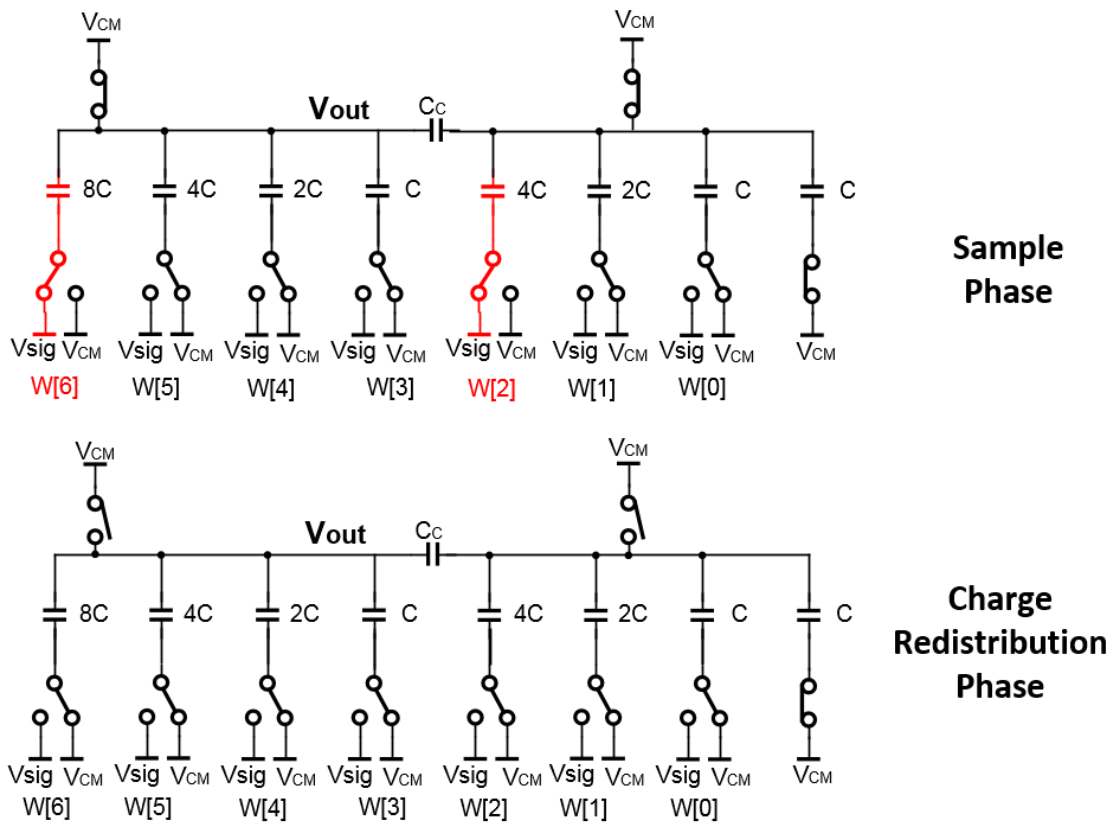 VCM VCM
Vout CC
8C 4C 2C C 4C 2C C C
Sample
Phase
Vsig VCM Vsig VCM Vsig VCM Vsig VCM Vsig VCM Vsig VCM Vsig VCM VCM
W[6] W[5] W[4] W[3] W[2] W[1] W[0]
VCM VCM
Vout CC
8C 4C 2C C 4C 2C C C
Charge
Redistribution
Phase
Vsig VCM Vsig VCM Vsig VCM Vsig VCM Vsig VCM Vsig VCM Vsig VCM VCM
W[6] W[5] W[4] W[3] W[2] W[1] W[0]